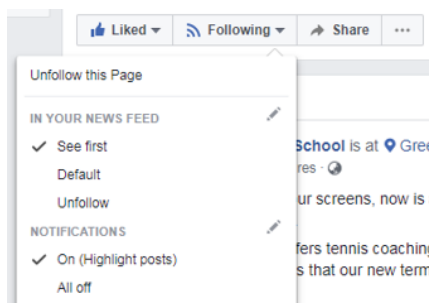 Liked Following Share ...
Unfollow this Page
IN YOUR NEWS FEED
See first
School is at Gree
Default
res ·
Unfollow
ur screens, now is
NOTIFICATIONS
On (Highlight posts)
fers tennis coaching
All off
s that our new term